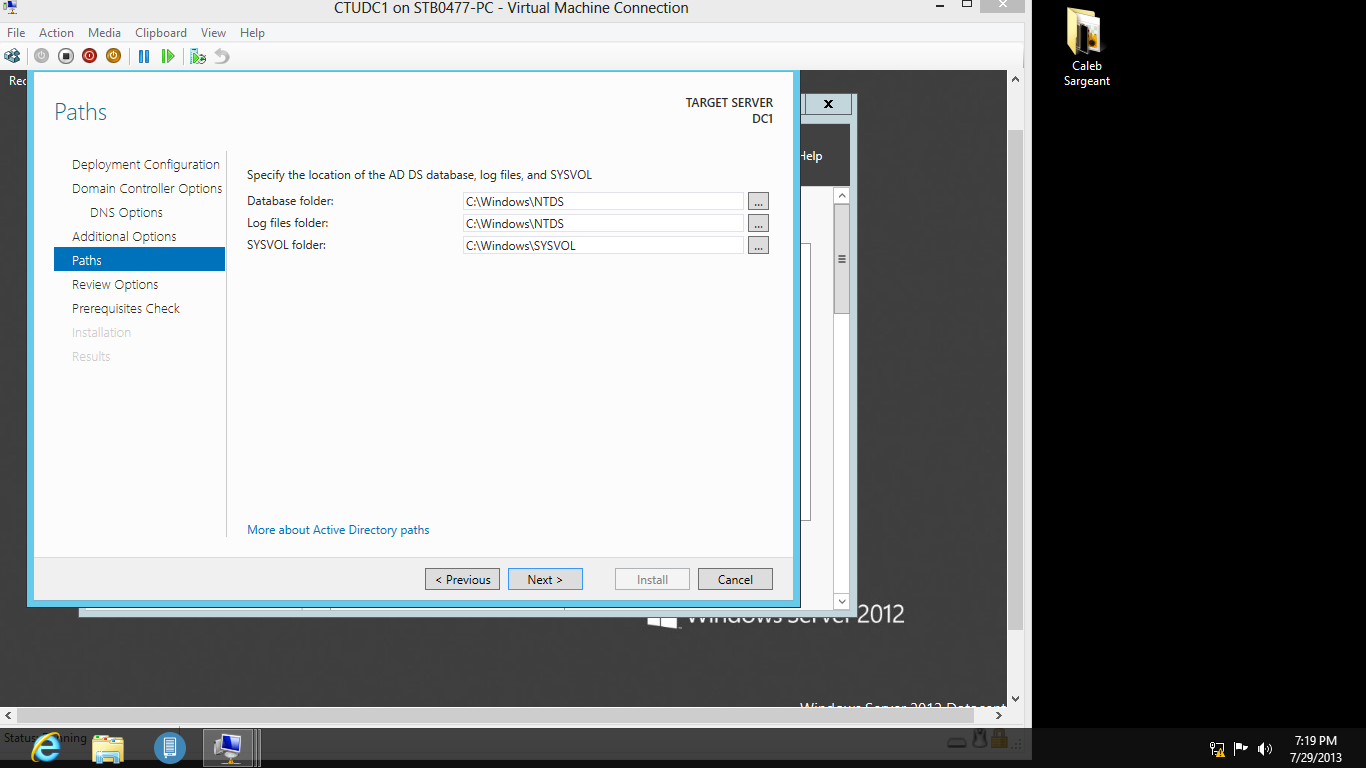 CTUDC1 on STB0477-PC - Virtual Machine Connection
File Action Media Clipboard View Help
Rec
Paths
TARGET SERVER
DC1
Help
Deployment Configuration
Domain Controller Options
DNS Options
Additional Options
Paths
Review Options
Prerequisites Check
Installation
Results
Specify the location of the AD DS database, log files, and SYSVOL
Database folder: C:\Windows\NTDS ...
Log files folder: C:\Windows\NTDS ...
SYSVOL folder: C:\Windows\SYSVOL ...
More about Active Directory paths
< Previous Next > Install Cancel
Windows Server 2012
Windows Server 2012 Datacent
Caleb
Sargeant
7:19 PM
7/29/2013